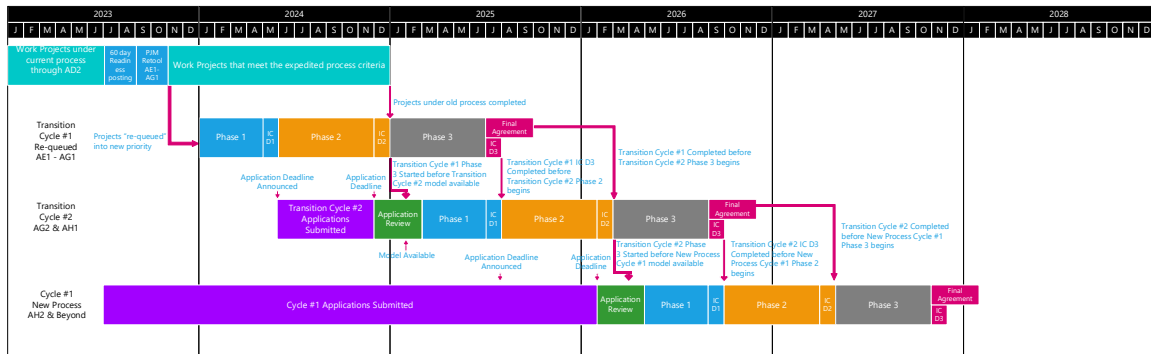 2023 2024 2025 2026 2027 2028
J F M A M J J A S O N D J F M A M J J A S O N D J F M A M J J A S O N D J F M A M J J A S O N D J F M A M J J A S O N D J F M A M J J A S O N D
Work Projects under
current process
through AD2
60 day
Readin
ess
posting
PJM
Retool
AE1-
AG1
Work Projects that meet the expedited process criteria
Projects under old process completed
Transition
Cycle #1
Re-queued
AE1 - AG1
Projects "re-queued"
into new priority
Phase 1
IC
D1
Phase 2
IC
D2
Phase 3
Final
Agreement
IC
D3
Transition Cycle #1 Phase
3 Started before Transition
Cycle #2 model available
Transition Cycle #1 IC D3
Completed before
Transition Cycle #2 Phase 2
begins
Transition Cycle #1 Completed before
Transition Cycle #2 Phase 3 begins
Application Deadline
Announced
Application
Deadline
Transition
Cycle #2
AG2 & AH1
Transition Cycle #2
Applications
Submitted
Application
Review
Phase 1
IC
D1
Phase 2
IC
D2
Phase 3
Final
Agreement
IC
D3
Model Available
Application Deadline
Announced
Application
Deadline
Transition Cycle #2 Phase
3 Started before New Process
Cycle #1 model available
Transition Cycle #2 IC D3
Completed before New
Process Cycle #1 Phase 2
begins
Transition Cycle #2 Completed
before New Process Cycle #1
Phase 3 begins
Cycle #1
New Process
AH2 & Beyond
Cycle #1 Applications Submitted
Application
Review
Phase 1
IC
D1
Phase 2
IC
D2
Phase 3
Final
Agreement
IC
D3